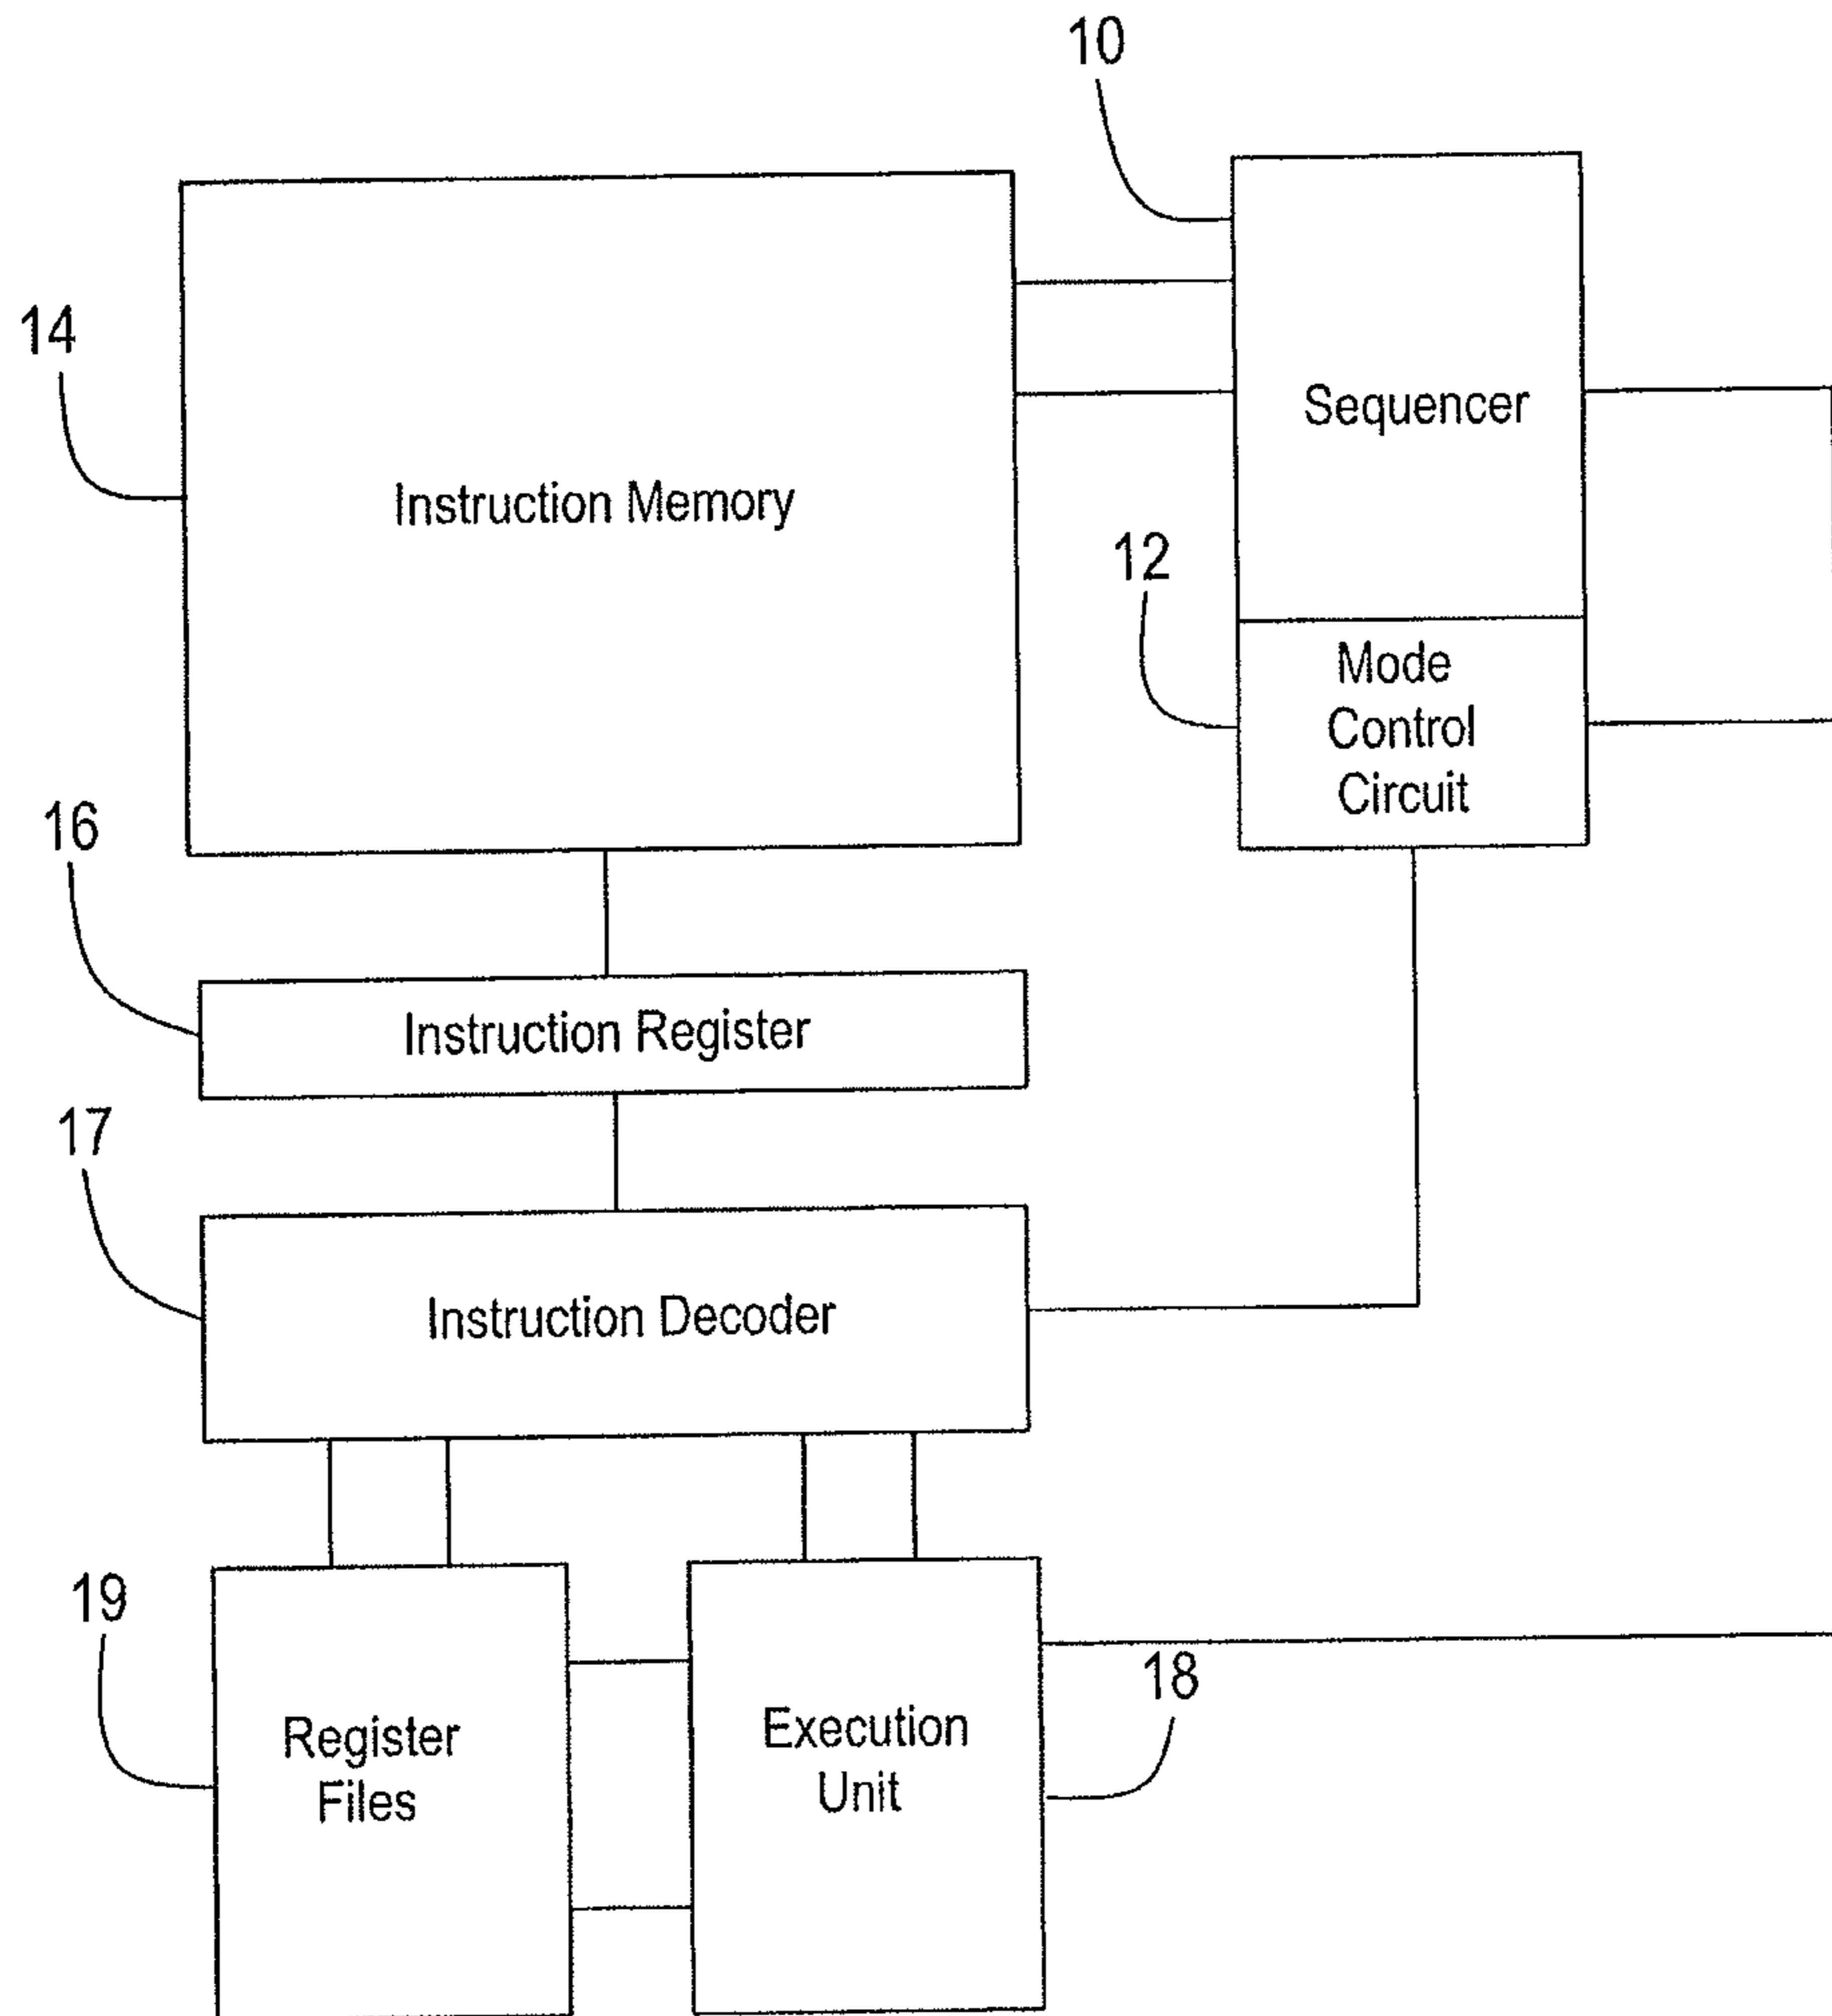 10
14
Sequencer
Instruction Memory
12
Mode
Control
Circuit
16
Instruction Register
17
Instruction Decoder
19
18
Register
Files
Execution
Unit